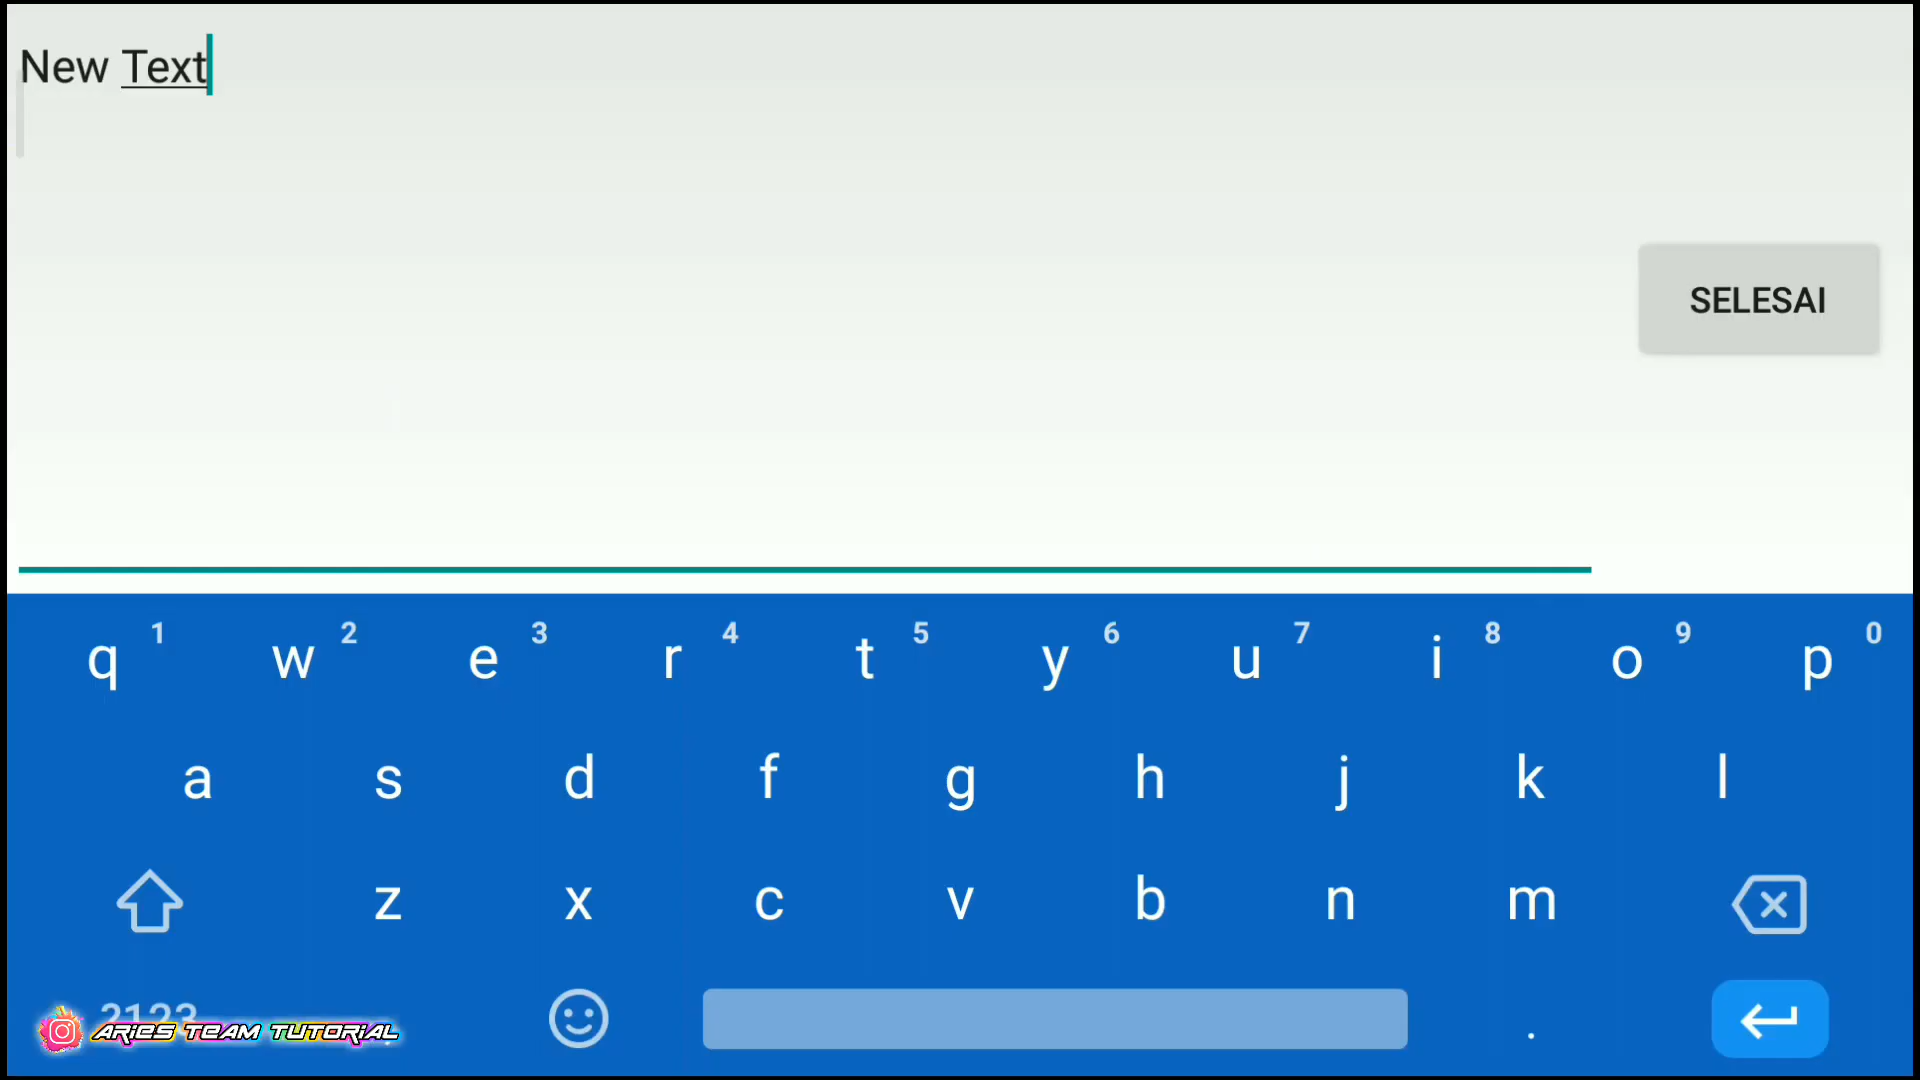 New Text
SELESAI
q 1 w 2 e 3 r 4 t 5 y 6 u 7 i 8 o 9 p 0
a s d f g h j k l
z x c v b n m
.
ARIES TEAM TUTORIAL